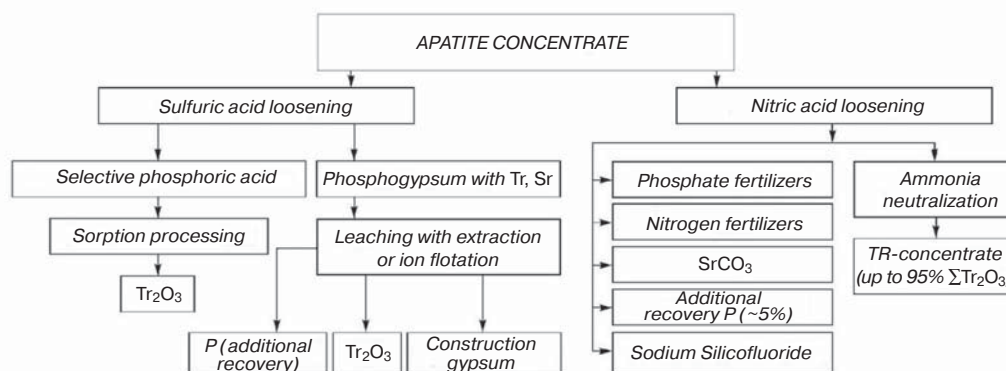 APATITE CONCENTRATE
Sulfuric acid loosening
Nitric acid loosening
Selective phosphoric acid
Phosphogypsum with Tr, Sr
Sorption processing
Leaching with extraction
or ion flotation
Tr₂O₃
P (additional
recovery)
Tr₂O₃
Construction
gypsum
Phosphate fertilizers
Nitrogen fertilizers
SrCO₃
Additional
recovery P (~5%)
Sodium Silicofluoride
Ammonia
neutralization
TR-concentrate
(up to 95% ∑Tr₂O₃